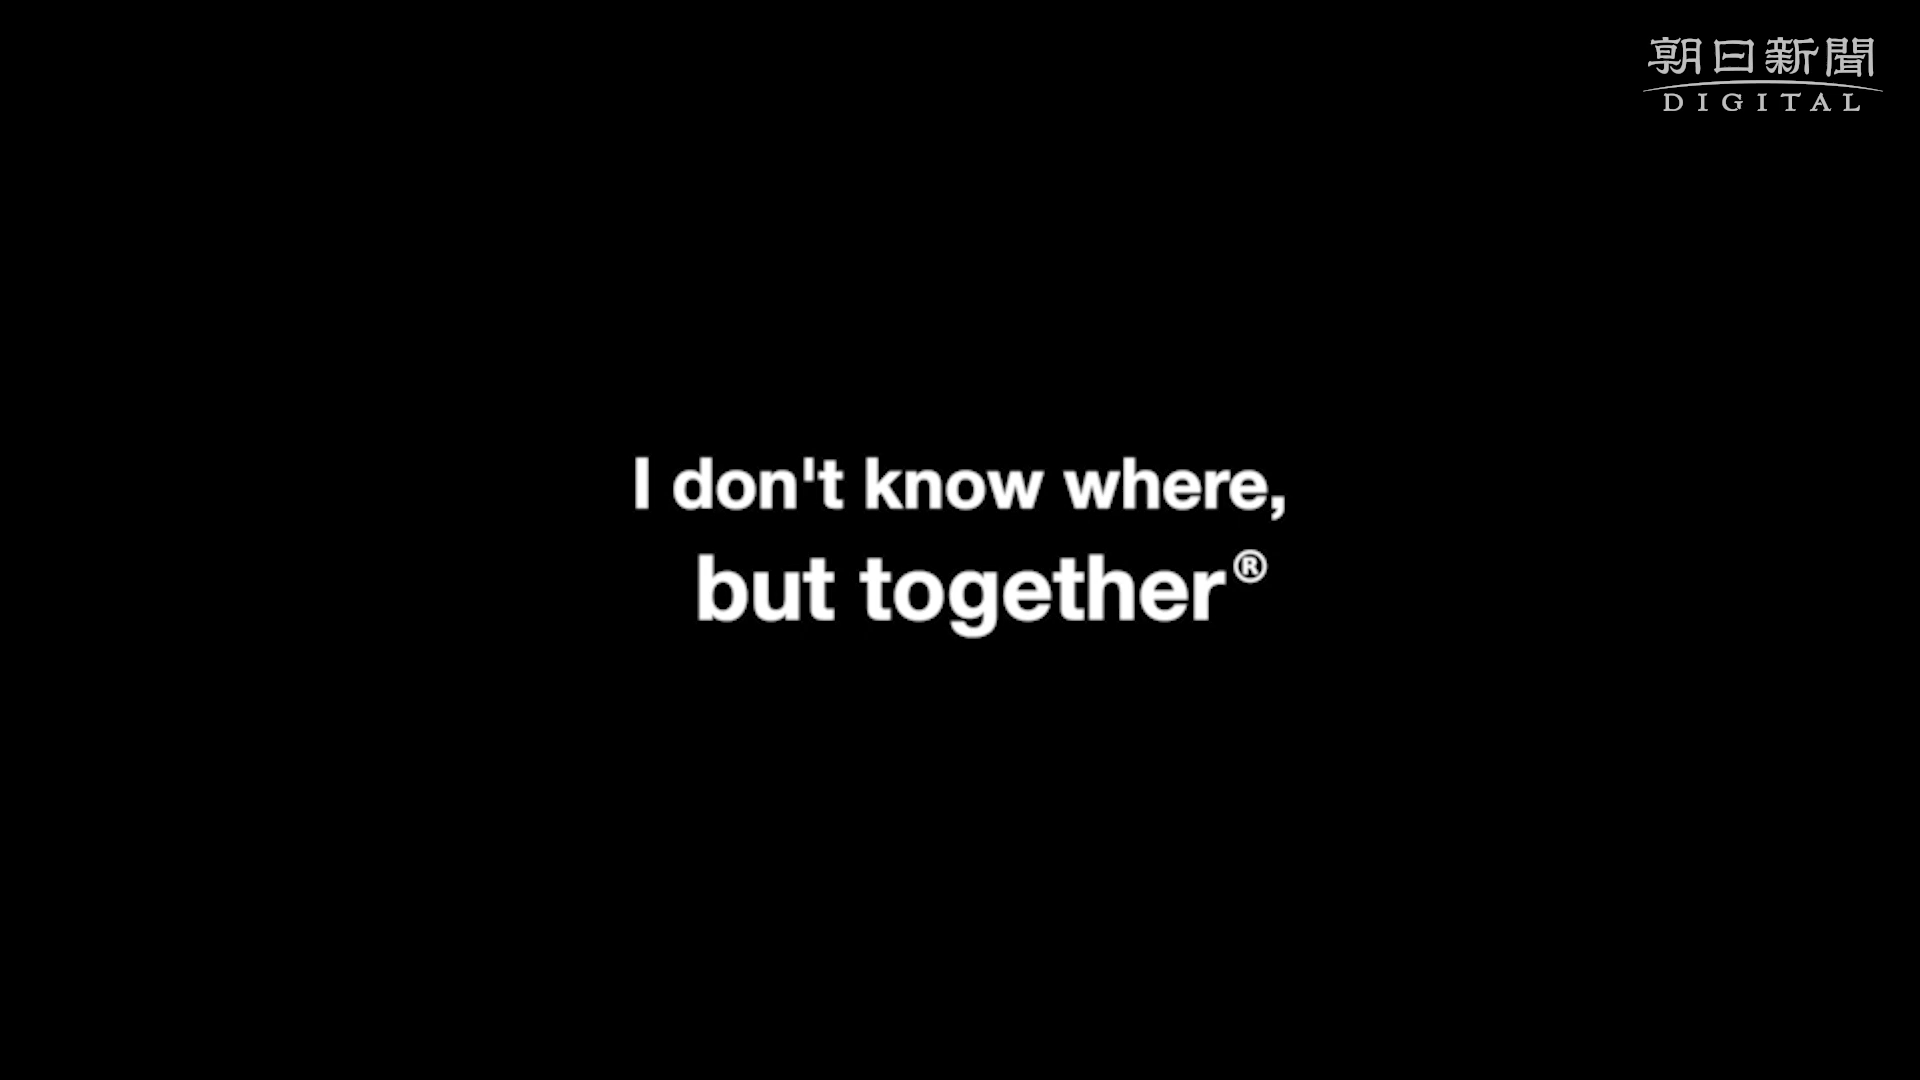 朝日新聞
DIGITAL
I don't know where,
but together®